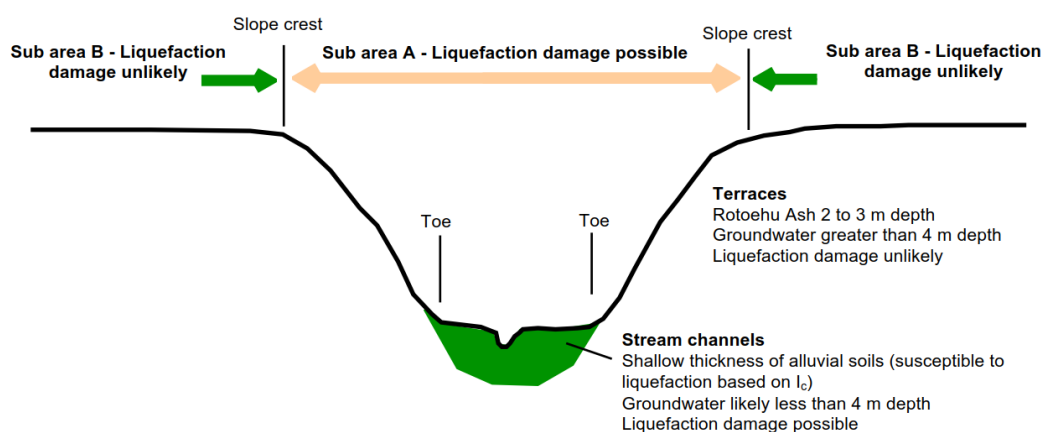 Slope crest
Slope crest
Sub area B - Liquefaction
damage unlikely
Sub area A - Liquefaction damage possible
Sub area B - Liquefaction
damage unlikely
Terraces
Rotoehu Ash 2 to 3 m depth
Groundwater greater than 4 m depth
Liquefaction damage unlikely
Toe
Toe
Stream channels
Shallow thickness of alluvial soils (susceptible to
liquefaction based on Ic)
Groundwater likely less than 4 m depth
Liquefaction damage possible